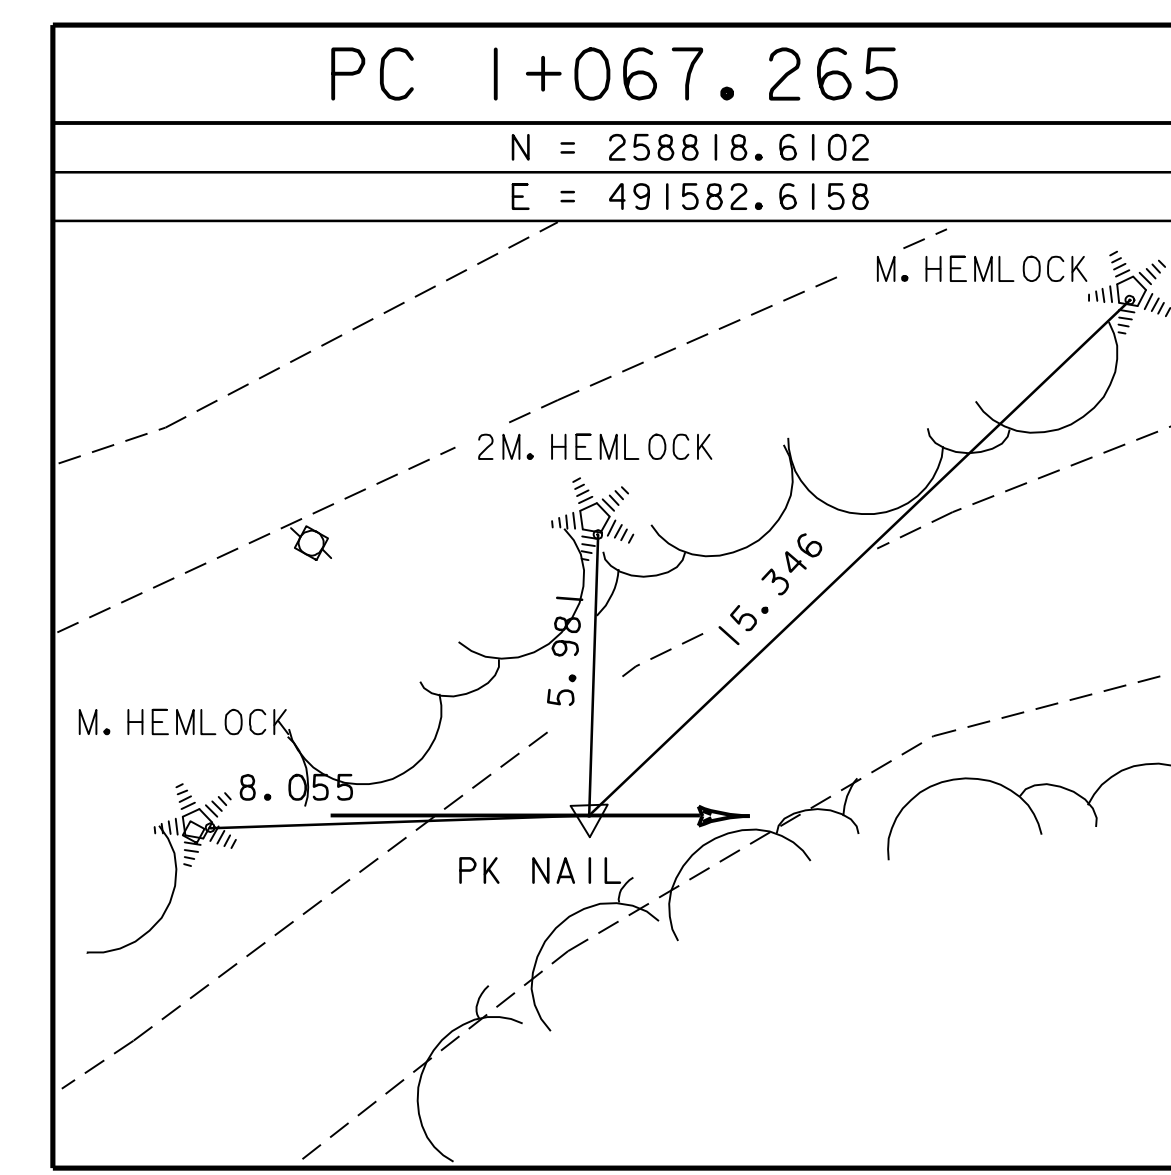 PC 1+067.265
N = 258818.6102
E = 491582.6158
M. HEMLOCK
2M. HEMLOCK
15.346
5.981
M. HEMLOCK
8.055
PK NAIL